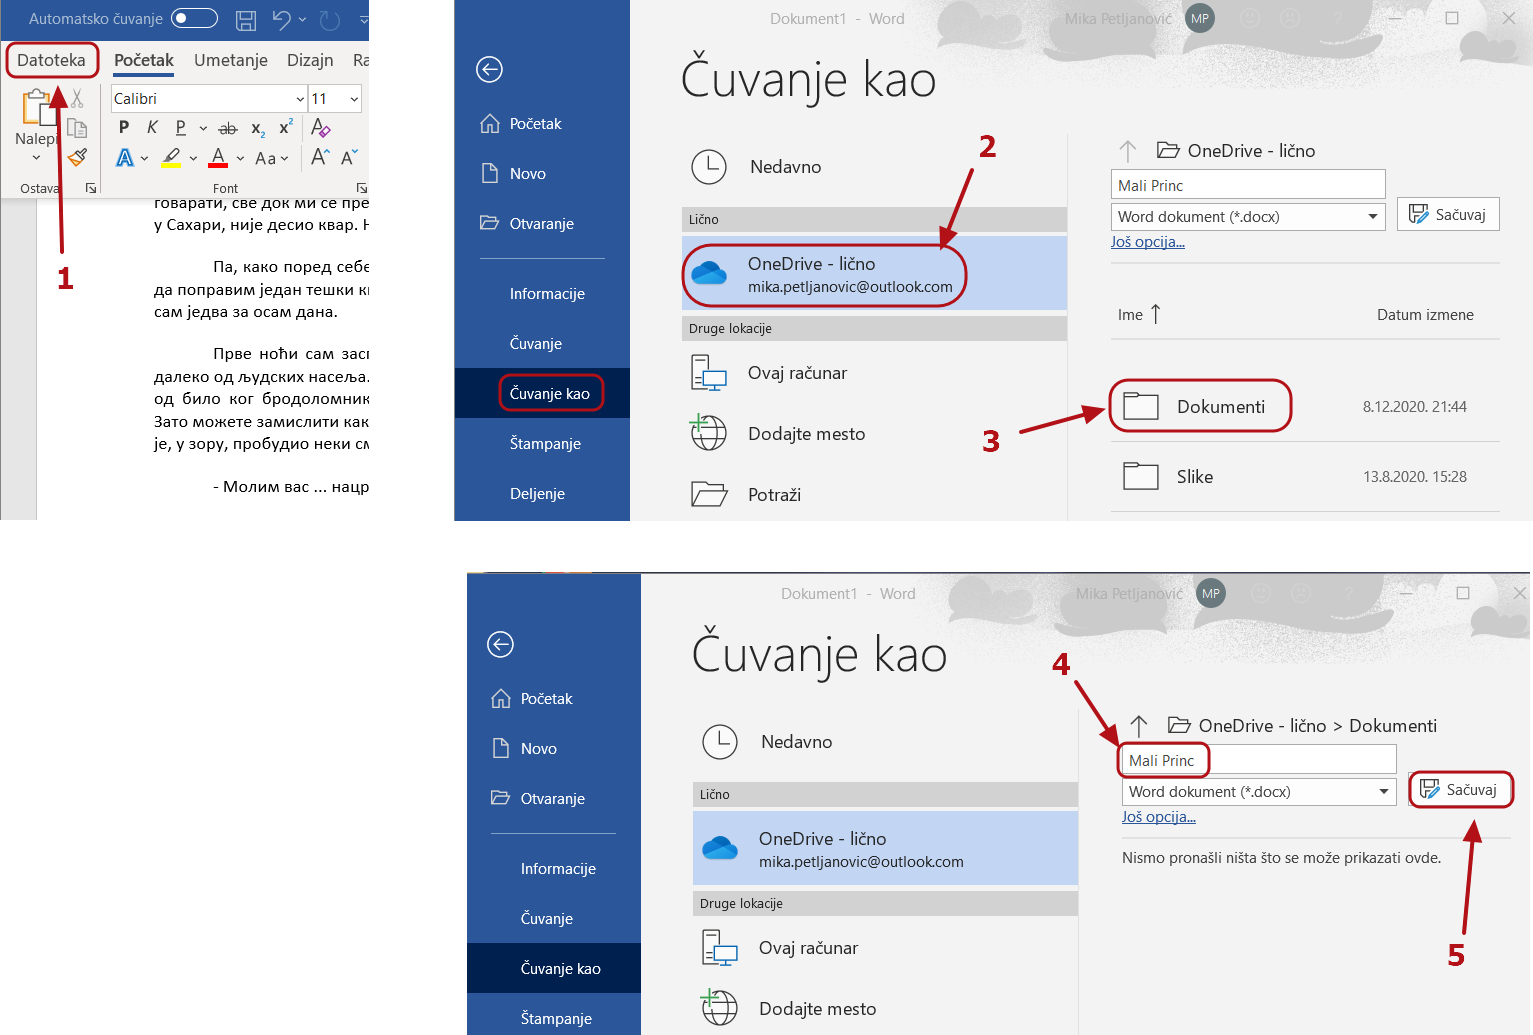 Automatsko čuvanje
Datoteka
Početak
Umetanje
Dizajn
Ra
Nalepi
Calibri
11
P K P ab x₂ x²
A A Aa A A
Ostava
Font
говарати, све док ми се пре
у Сахари, није десио квар. Н
Па, како поред себе
да поправим један тешки к
сам једва за осам дана.
Прве ноћи сам засп
далеко од људских насеља.
од било ког бродоломник
Зато можете замислити как
је, у зору, пробудио неки см
- Молим вас ... нацр
1
Dokument1 - Word
Mika Petljanović
MP
Čuvanje kao
Početak
Novo
Otvaranje
Informacije
Čuvanje
Čuvanje kao
Štampanje
Deljenje
2
Nedavno
Lično
OneDrive - lično
mika.petljanovic@outlook.com
Druge lokacije
Ovaj računar
Dodajte mesto
Potraži
OneDrive - lično
Mali Princ
Word dokument (*.docx)
Sačuvaj
Još opcija...
Ime
Datum izmene
3
Dokumenti
8.12.2020. 21:44
Slike
13.8.2020. 15:28
Dokument1 - Word
Mika Petljanović
MP
Čuvanje kao
Početak
Novo
Otvaranje
Informacije
Čuvanje
Čuvanje kao
Štampanje
Nedavno
Lično
OneDrive - lično
mika.petljanovic@outlook.com
Druge lokacije
Ovaj računar
Dodajte mesto
4
OneDrive - lično > Dokumenti
Mali Princ
Word dokument (*.docx)
Sačuvaj
Još opcija...
Nismo pronašli ništa što se može prikazati ovde.
5